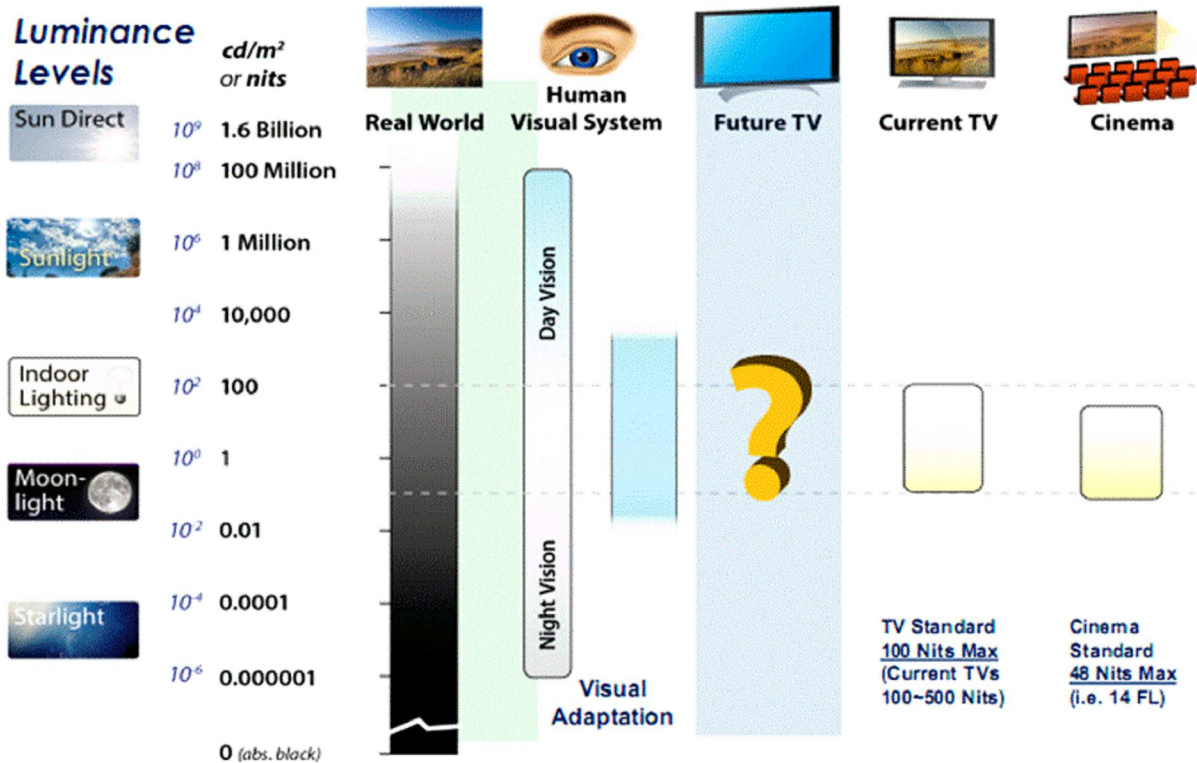 Luminance
Levels
cd/m²
or nits
Real World
Human
Visual System
Future TV
Current TV
Cinema
Sun Direct
10⁹ 1.6 Billion
10⁸ 100 Million
Sunlight
10⁶ 1 Million
10⁴ 10,000
Indoor
Lighting
10² 100
10⁰ 1
Moon-
light
10⁻² 0.01
Starlight
10⁻⁴ 0.0001
10⁻⁶ 0.000001
0 (abs. black)
Day Vision
Night Vision
Visual
Adaptation
?
TV Standard
100 Nits Max
(Current TVs
100~500 Nits)
Cinema
Standard
48 Nits Max
(i.e. 14 FL)